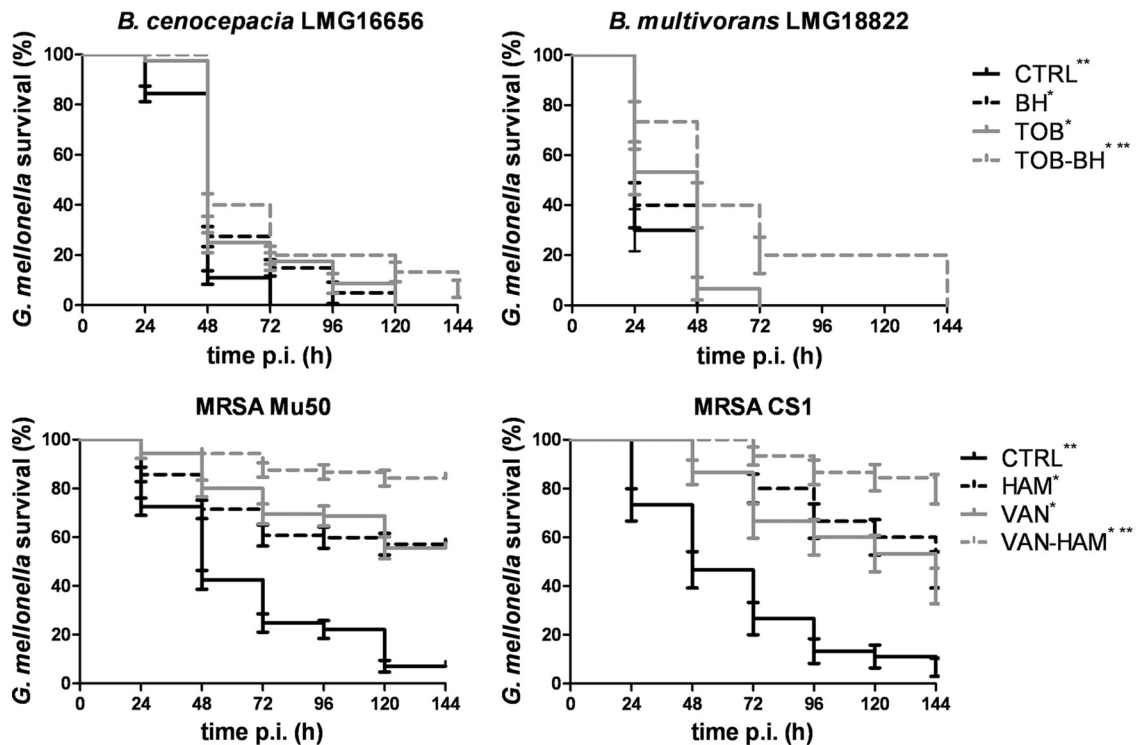 B. cenocepacia LMG16656
G. mellonella survival (%)
100
80
60
40
20
0
0 24 48 72 96 120 144
time p.i. (h)
B. multivorans LMG18822
G. mellonella survival (%)
100
80
60
40
20
0
0 24 48 72 96 120 144
time p.i. (h)
CTRL**
BH*
TOB*
TOB-BH* **
MRSA Mu50
G. mellonella survival (%)
100
80
60
40
20
0
0 24 48 72 96 120 144
time p.i. (h)
MRSA CS1
G. mellonella survival (%)
100
80
60
40
20
0
0 24 48 72 96 120 144
time p.i. (h)
CTRL**
HAM*
VAN*
VAN-HAM* **